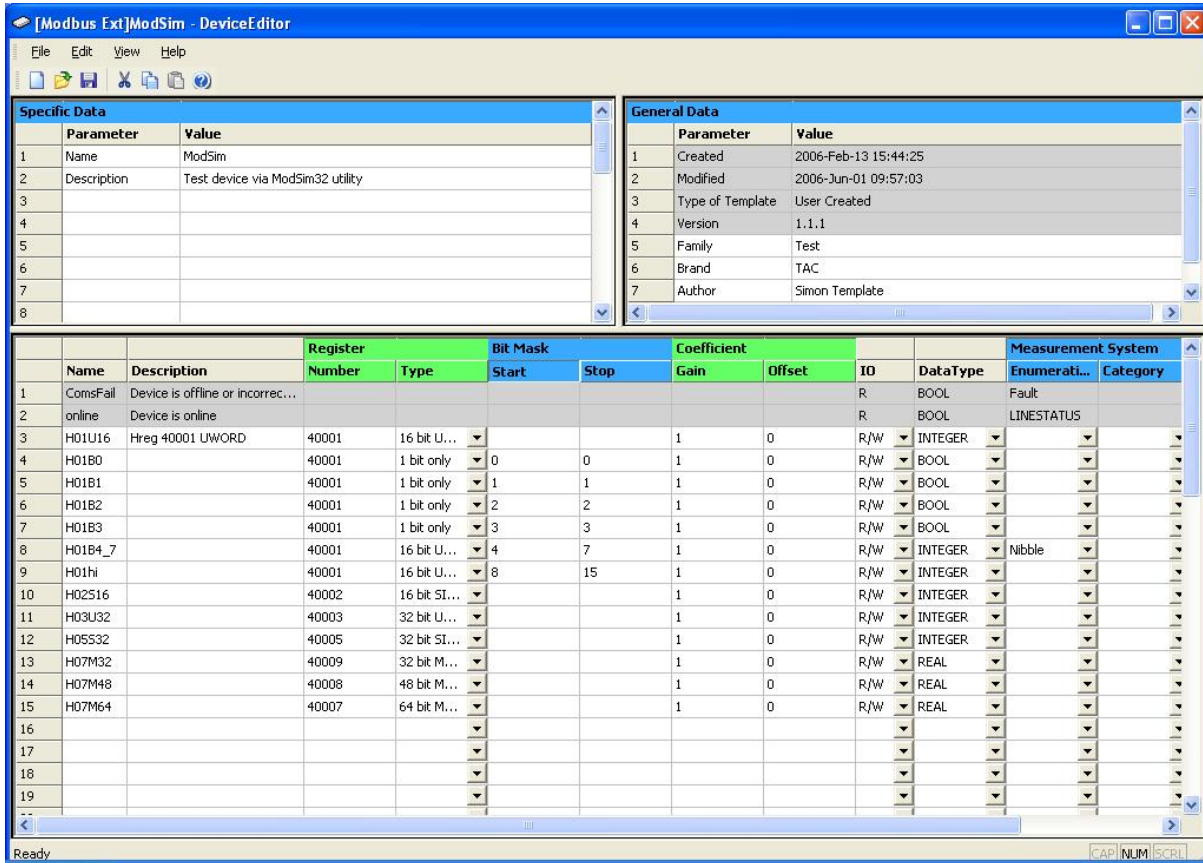 [Modbus Ext]ModSim - DeviceEditor
File Edit View Help
Specific Data
Parameter Value
1 Name ModSim
2 Description Test device via ModSim32 utility
3
4
5
6
7
8
General Data
Parameter Value
1 Created 2006-Feb-13 15:44:25
2 Modified 2006-Jun-01 09:57:03
3 Type of Template User Created
4 Version 1.1.1
5 Family Test
6 Brand TAC
7 Author Simon Template
Register Bit Mask Coefficient Measurement System
Name Description Number Type Start Stop Gain Offset IO DataType Enumerati... Category
1 ComsFail Device is offline or incorrec... R BOOL Fault
2 online Device is online R BOOL LINESTATUS
3 H01U16 Hreg 40001 UWORD 40001 16 bit U... 1 0 R/W INTEGER
4 H01B0 40001 1 bit only 0 0 1 0 R/W BOOL
5 H01B1 40001 1 bit only 1 1 1 0 R/W BOOL
6 H01B2 40001 1 bit only 2 2 1 0 R/W BOOL
7 H01B3 40001 1 bit only 3 3 1 0 R/W BOOL
8 H01B4_7 40001 16 bit U... 4 7 1 0 R/W INTEGER Nibble
9 H01hi 40001 16 bit U... 8 15 1 0 R/W INTEGER
10 H02S16 40002 16 bit SI... 1 0 R/W INTEGER
11 H03U32 40003 32 bit U... 1 0 R/W INTEGER
12 H05S32 40005 32 bit SI... 1 0 R/W INTEGER
13 H07M32 40009 32 bit M... 1 0 R/W REAL
14 H07M48 40008 48 bit M... 1 0 R/W REAL
15 H07M64 40007 64 bit M... 1 0 R/W REAL
16
17
18
19
Ready CAP NUM SCRL